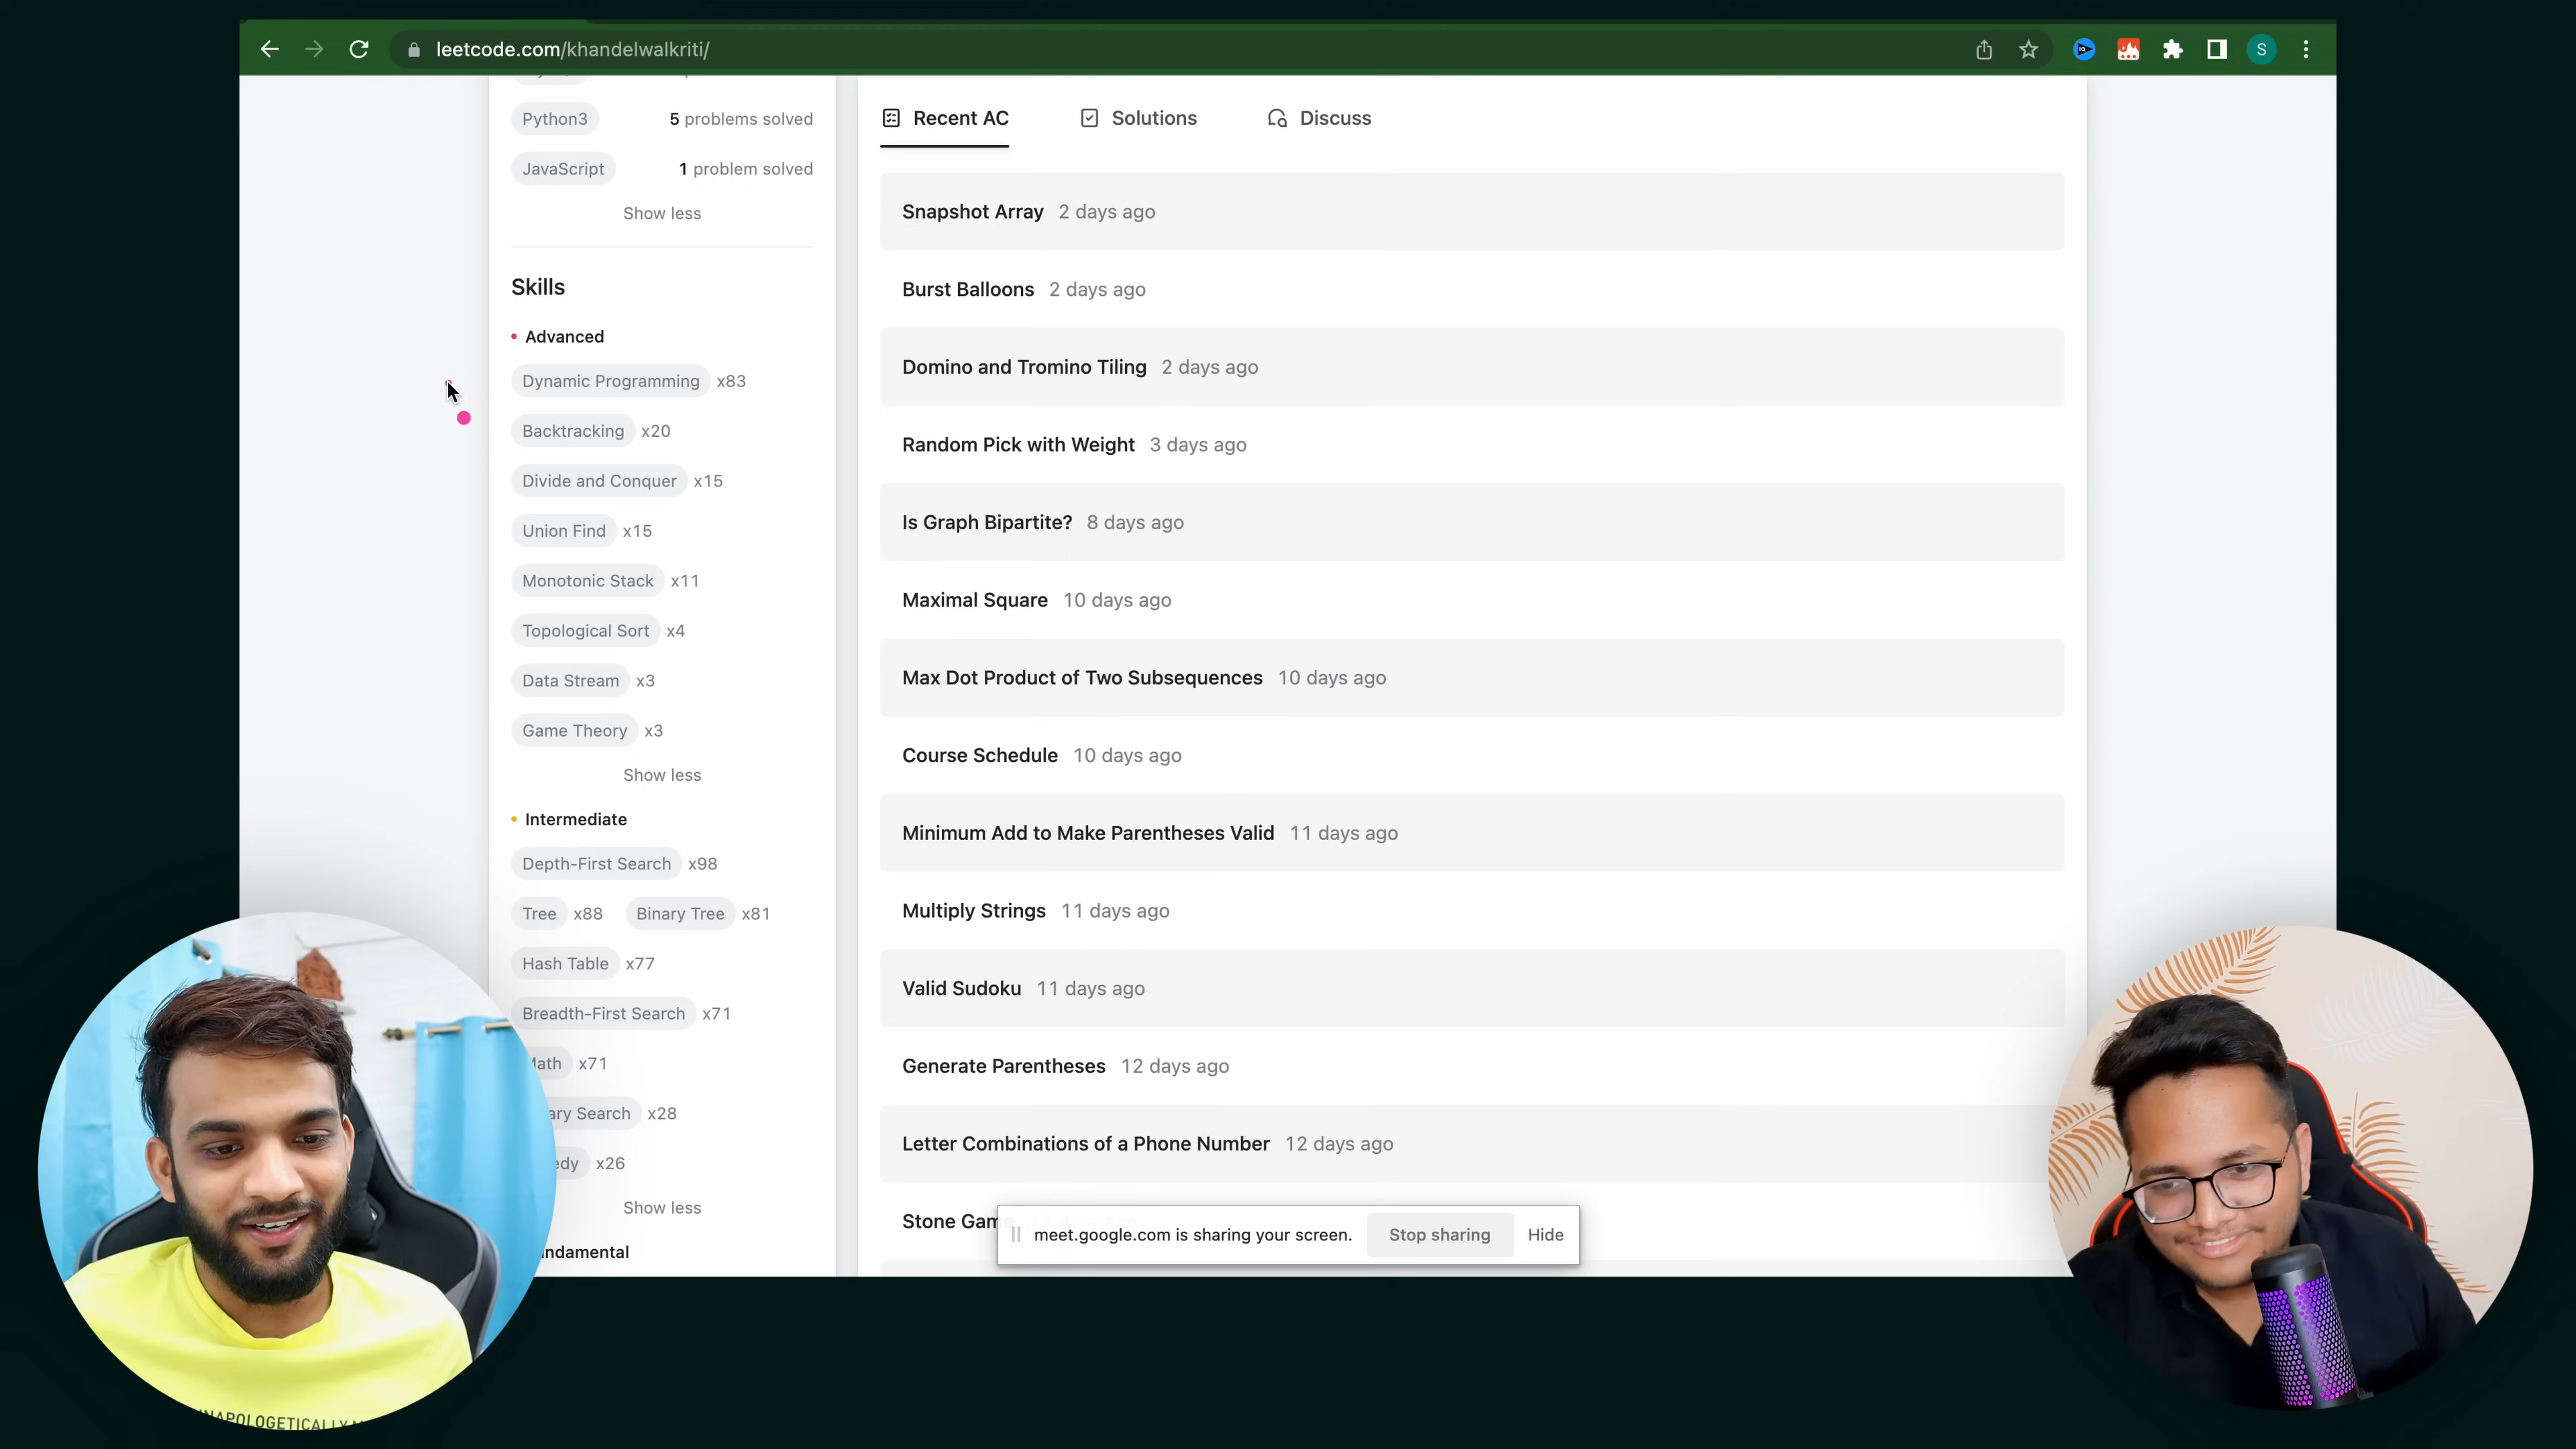 leetcode.com/khandelwalkriti/
S
Python3 5 problems solved
JavaScript 1 problem solved
Show less
Skills
Advanced
Dynamic Programming x83
Backtracking x20
Divide and Conquer x15
Union Find x15
Monotonic Stack x11
Topological Sort x4
Data Stream x3
Game Theory x3
Show less
Intermediate
Depth-First Search x98
Tree x88 Binary Tree x81
Hash Table x77
Breadth-First Search x71
x71
Search x28
x26
Show less
Recent AC Solutions Discuss
Snapshot Array 2 days ago
Burst Balloons 2 days ago
Domino and Tromino Tiling 2 days ago
Random Pick with Weight 3 days ago
Is Graph Bipartite? 8 days ago
Maximal Square 10 days ago
Max Dot Product of Two Subsequences 10 days ago
Course Schedule 10 days ago
Minimum Add to Make Parentheses Valid 11 days ago
Multiply Strings 11 days ago
Valid Sudoku 11 days ago
Generate Parentheses 12 days ago
Letter Combinations of a Phone Number 12 days ago
Stone
meet.google.com is sharing your screen. Stop sharing Hide